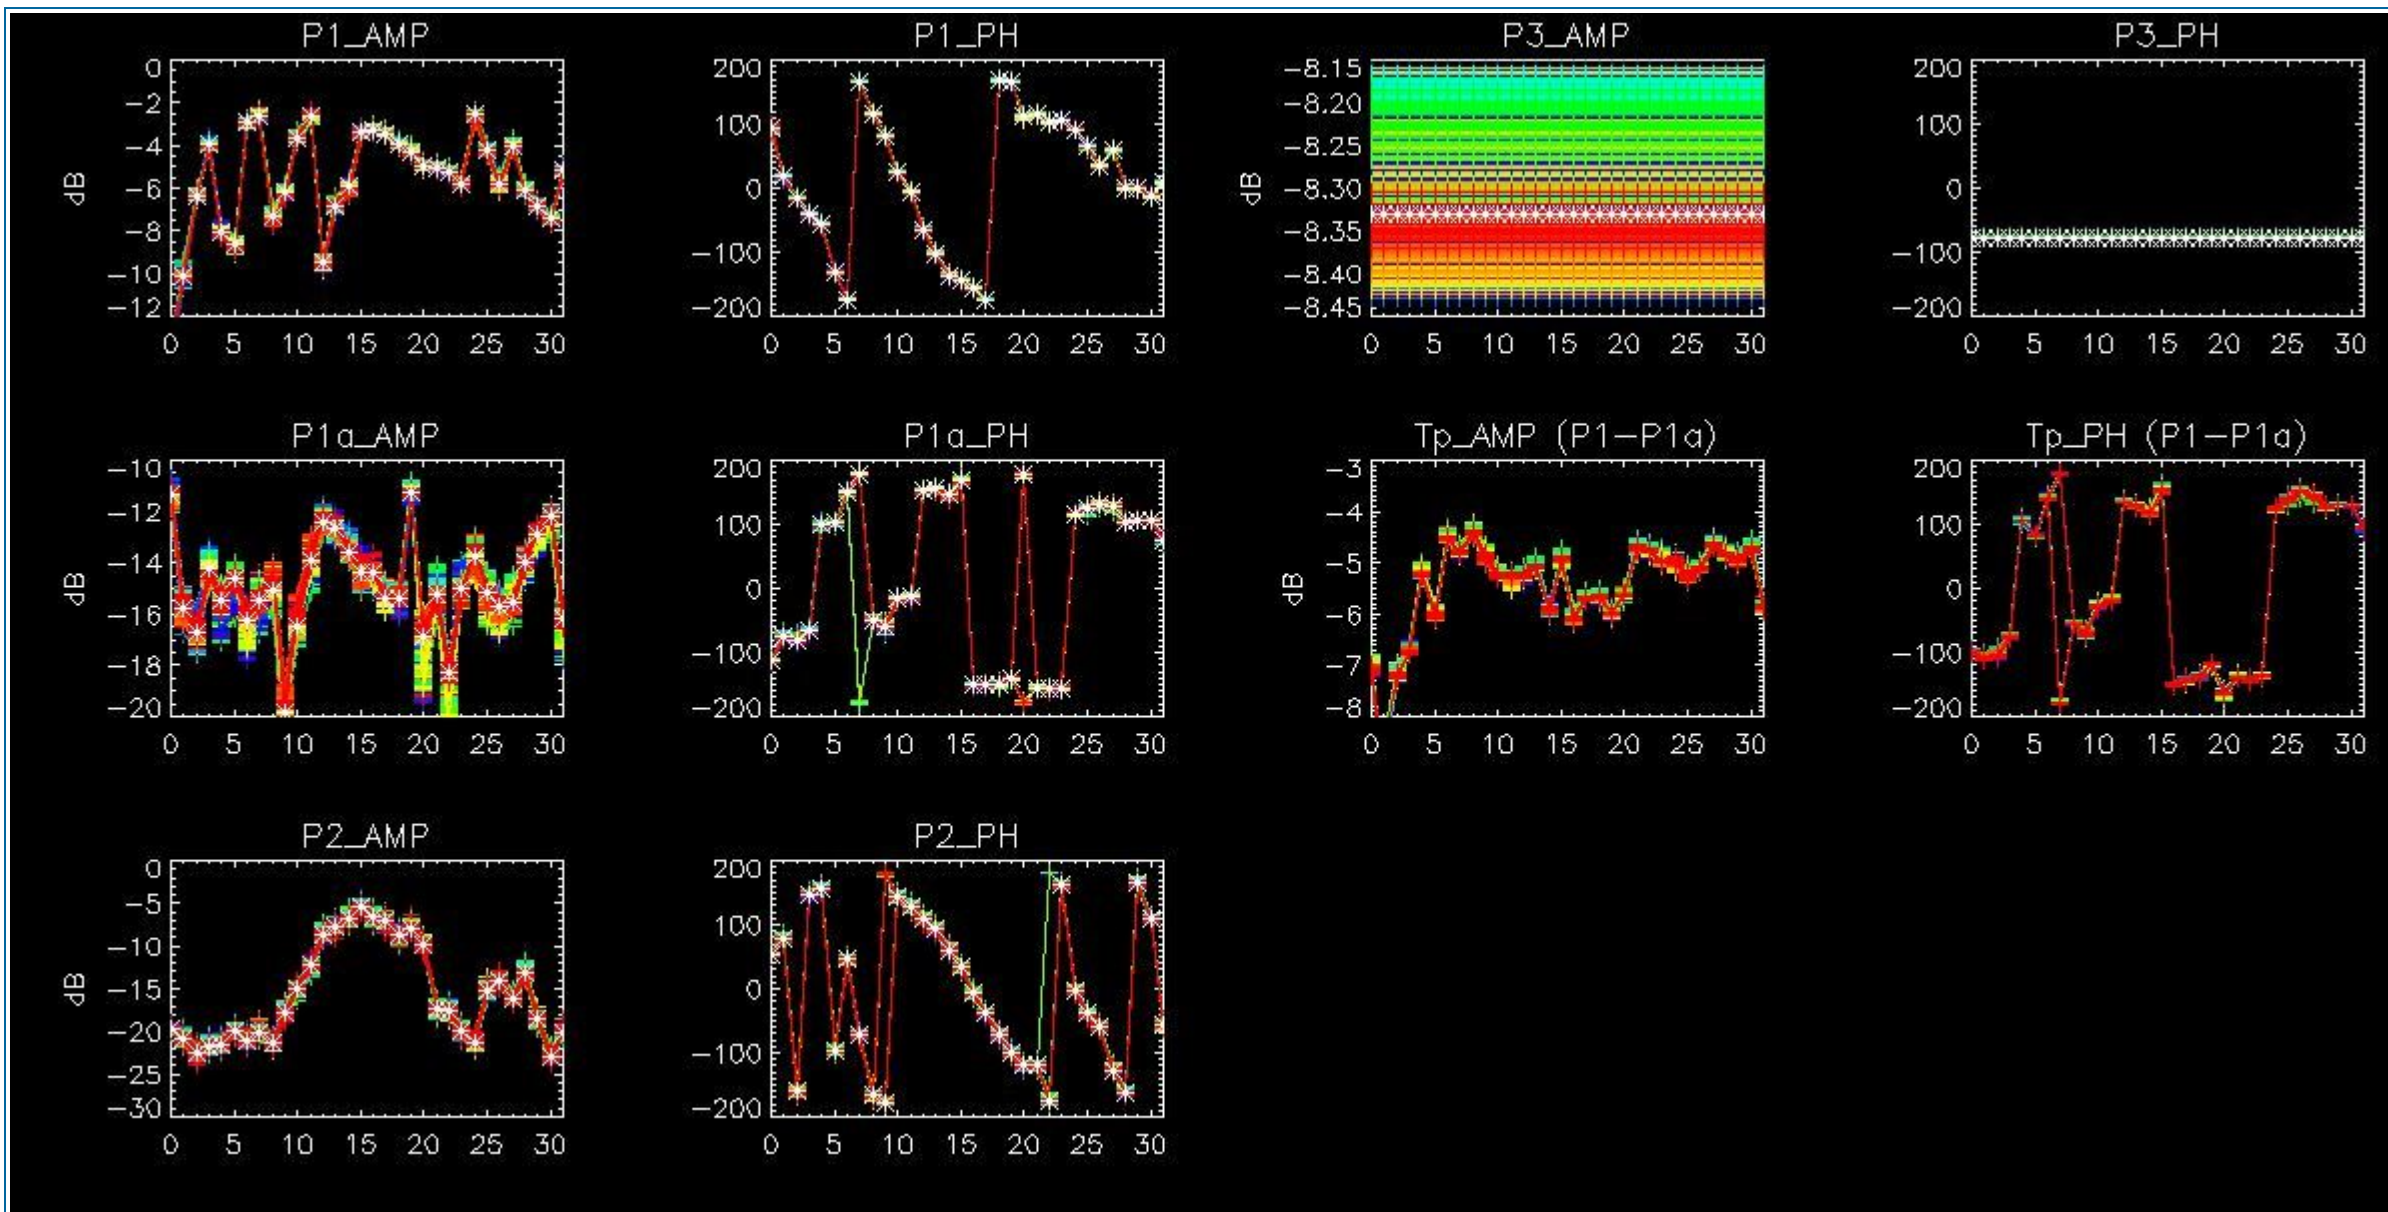 P1_AMP
0
−2
−4
−6
−8
−10
−12
dB
0 5 10 15 20 25 30
P1_PH
200
100
0
−100
−200
0 5 10 15 20 25 30
P3_AMP
−8.15
−8.20
−8.25
−8.30
−8.35
−8.40
−8.45
dB
0 5 10 15 20 25 30
P3_PH
200
100
0
−100
−200
0 5 10 15 20 25 30
P1a_AMP
−10
−12
−14
−16
−18
−20
dB
0 5 10 15 20 25 30
P1a_PH
200
100
0
−100
−200
0 5 10 15 20 25 30
Tp_AMP (P1−P1a)
−3
−4
−5
−6
−7
−8
dB
0 5 10 15 20 25 30
Tp_PH (P1−P1a)
200
100
0
−100
−200
0 5 10 15 20 25 30
P2_AMP
0
−5
−10
−15
−20
−25
−30
dB
0 5 10 15 20 25 30
P2_PH
200
100
0
−100
−200
0 5 10 15 20 25 30